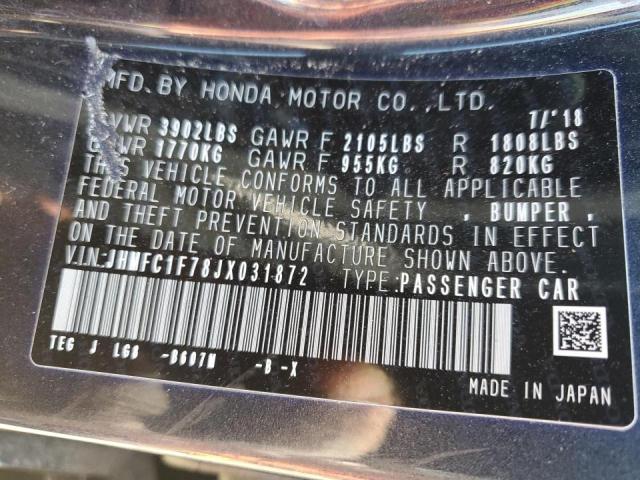 MFD. BY HONDA MOTOR CO.,LTD. 7/'18
GVWR 3902LBS GAWR F 2105LBS R 1808LBS
GVWR 1770KG GAWR F 955KG R 820KG
THIS VEHICLE CONFORMS TO ALL APPLICABLE
FEDERAL MOTOR VEHICLE SAFETY , BUMPER ,
AND THEFT PREVENTION STANDARDS IN EFFECT
ON THE DATE OF MANUFACTURE SHOWN ABOVE.
V.I.N:JHMFC1F78JX031872 TYPE:PASSENGER CAR
TEG J LG8 -B607M -B -X
MADE IN JAPAN